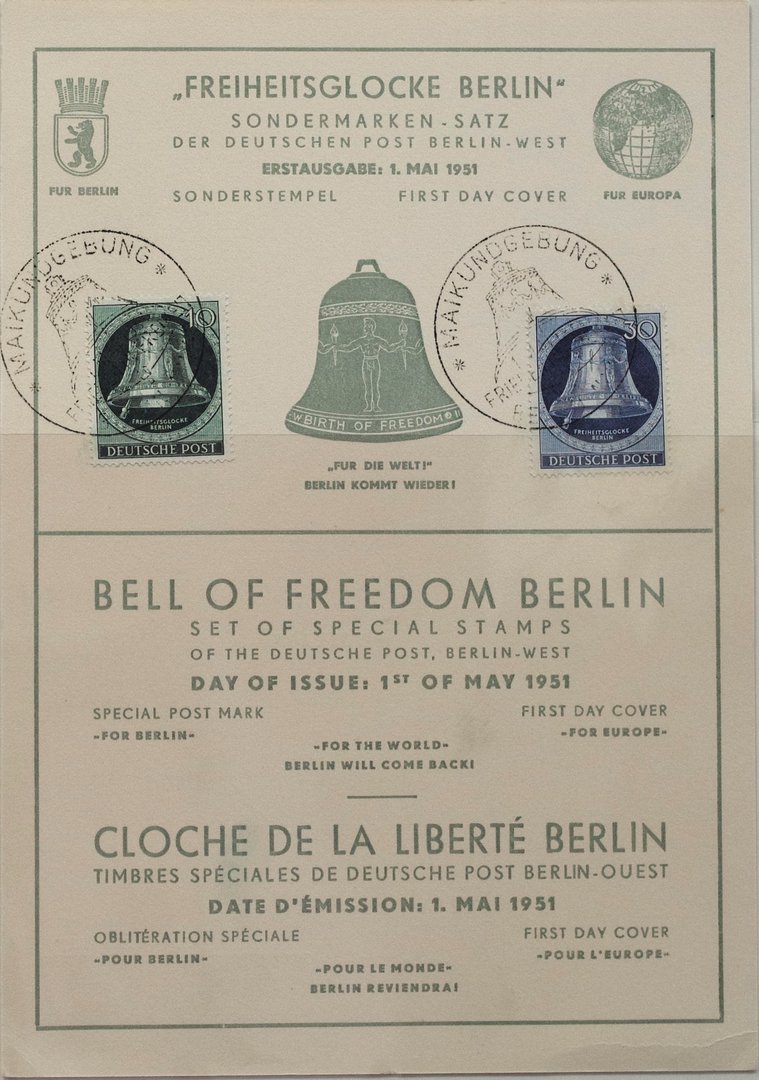 „FREIHEITSGLOCKE BERLIN“
SONDERMARKEN-SATZ
DER DEUTSCHEN POST BERLIN-WEST
ERSTAUSGABE: 1. MAI 1951
SONDERSTEMPEL FIRST DAY COVER
FUR BERLIN
FUR EUROPA
* MAIKUNDGEBUNG *
10
FREIHEITSGLOCKE
BERLIN
DEUTSCHE POST
W BIRTH OF FREEDOM
„FUR DIE WELT!“
BERLIN KOMMT WIEDER!
* MAIKUNDGEBUNG *
30
FREIHEITSGLOCKE
BERLIN
DEUTSCHE POST
BELL OF FREEDOM BERLIN
SET OF SPECIAL STAMPS
OF THE DEUTSCHE POST, BERLIN-WEST
DAY OF ISSUE: 1ST OF MAY 1951
SPECIAL POST MARK FIRST DAY COVER
-FOR BERLIN- -FOR EUROPE-
-FOR THE WORLD-
BERLIN WILL COME BACK!
CLOCHE DE LA LIBERTÉ BERLIN
TIMBRES SPÉCIALES DE DEUTSCHE POST BERLIN-OUEST
DATE D'ÉMISSION: 1. MAI 1951
OBLITÉRATION SPÉCIALE FIRST DAY COVER
-POUR BERLIN- -POUR L'EUROPE-
-POUR LE MONDE-
BERLIN REVIENDRA!